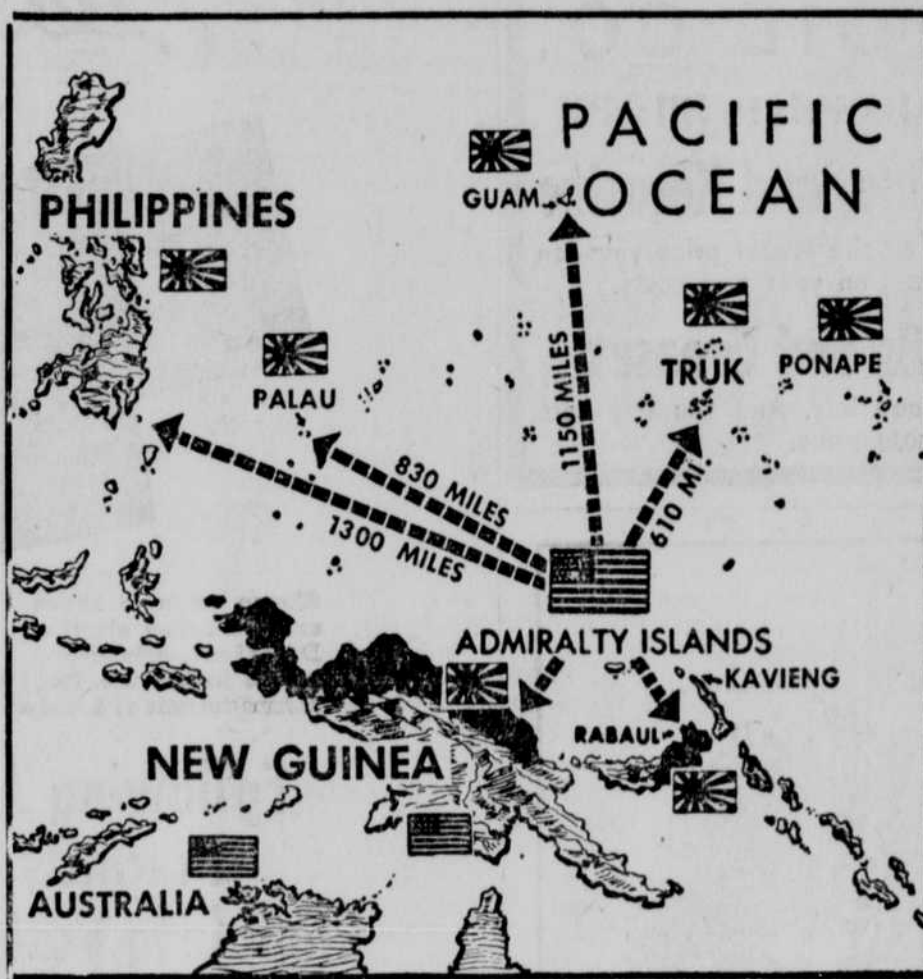 PACIFIC
OCEAN
GUAM
PHILIPPINES
PALAU
TRUK
PONAPE
1150 MILES
830 MILES
1300 MILES
610 MI.
ADMIRALTY ISLANDS
KAVIENG
RABAUL
NEW GUINEA
AUSTRALIA